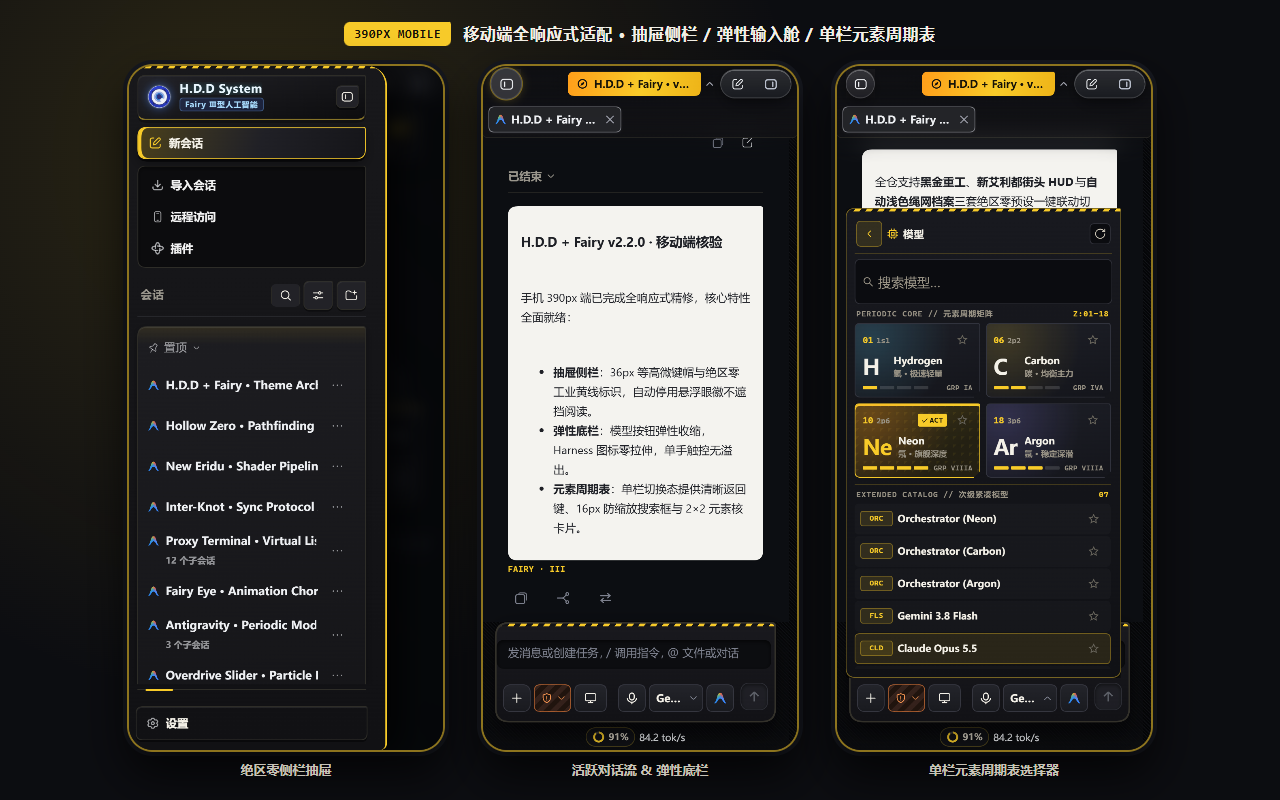 390PX MOBILE 移动端全响应式适配 • 抽屉侧栏 / 弹性输入舱 / 单栏元素周期表
H.D.D System
Fairy Ⅲ型人工智能
新会话
导入会话
远程访问
插件
会话
置顶
H.D.D + Fairy • Theme Arcl
Hollow Zero • Pathfinding
New Eridu • Shader Pipelin
Inter-Knot • Sync Protocol
Proxy Terminal • Virtual Li:
12 个子会话
Fairy Eye • Animation Chor
Antigravity • Periodic Mod
3 个子会话
Overdrive Slider • Particle I
设置
绝区零侧栏抽屉
H.D.D + Fairy • v...
H.D.D + Fairy ...
已结束
H.D.D + Fairy v2.2.0 · 移动端核验
手机 390px 端已完成全响应式精修，核心特性
全面就绪：
• 抽屉侧栏：36px 等高微键帽与绝区零
工业黄线标识，自动停用悬浮眼徽不遮
挡阅读。
• 弹性底栏：模型按钮弹性收缩，
Harness 图标零拉伸，单手触控无溢
出。
• 元素周期表：单栏切换态提供清晰返回
键、16px 防缩放搜索框与 2×2 元素核
卡片。
FAIRY · III
发消息或创建任务, / 调用指令, @ 文件或对话
Ge...
91% 84.2 tok/s
活跃对话流 & 弹性底栏
H.D.D + Fairy • v...
H.D.D + Fairy ...
全仓支持黑金重工、新艾利都街头 HUD 与自
动浅色绳网档案三套绝区零预设一键联动切
模型
搜索模型...
PERIODIC CORE // 元素周期矩阵 Z:01-18
01 1s1
H Hydrogen
氢 · 极速轻量
GRP IA
06 2p2
C Carbon
碳 · 均衡主力
GRP IVA
10 2p6 ✓ACT
Ne Neon
氖 · 旗舰深度
GRP VIIIA
18 3p6
Ar Argon
氩 · 稳定深潜
GRP VIIIA
EXTENDED CATALOG // 次级紧凑模型 07
ORC Orchestrator (Neon)
ORC Orchestrator (Carbon)
ORC Orchestrator (Argon)
FLS Gemini 3.8 Flash
CLD Claude Opus 5.5
Ge...
91% 84.2 tok/s
单栏元素周期表选择器